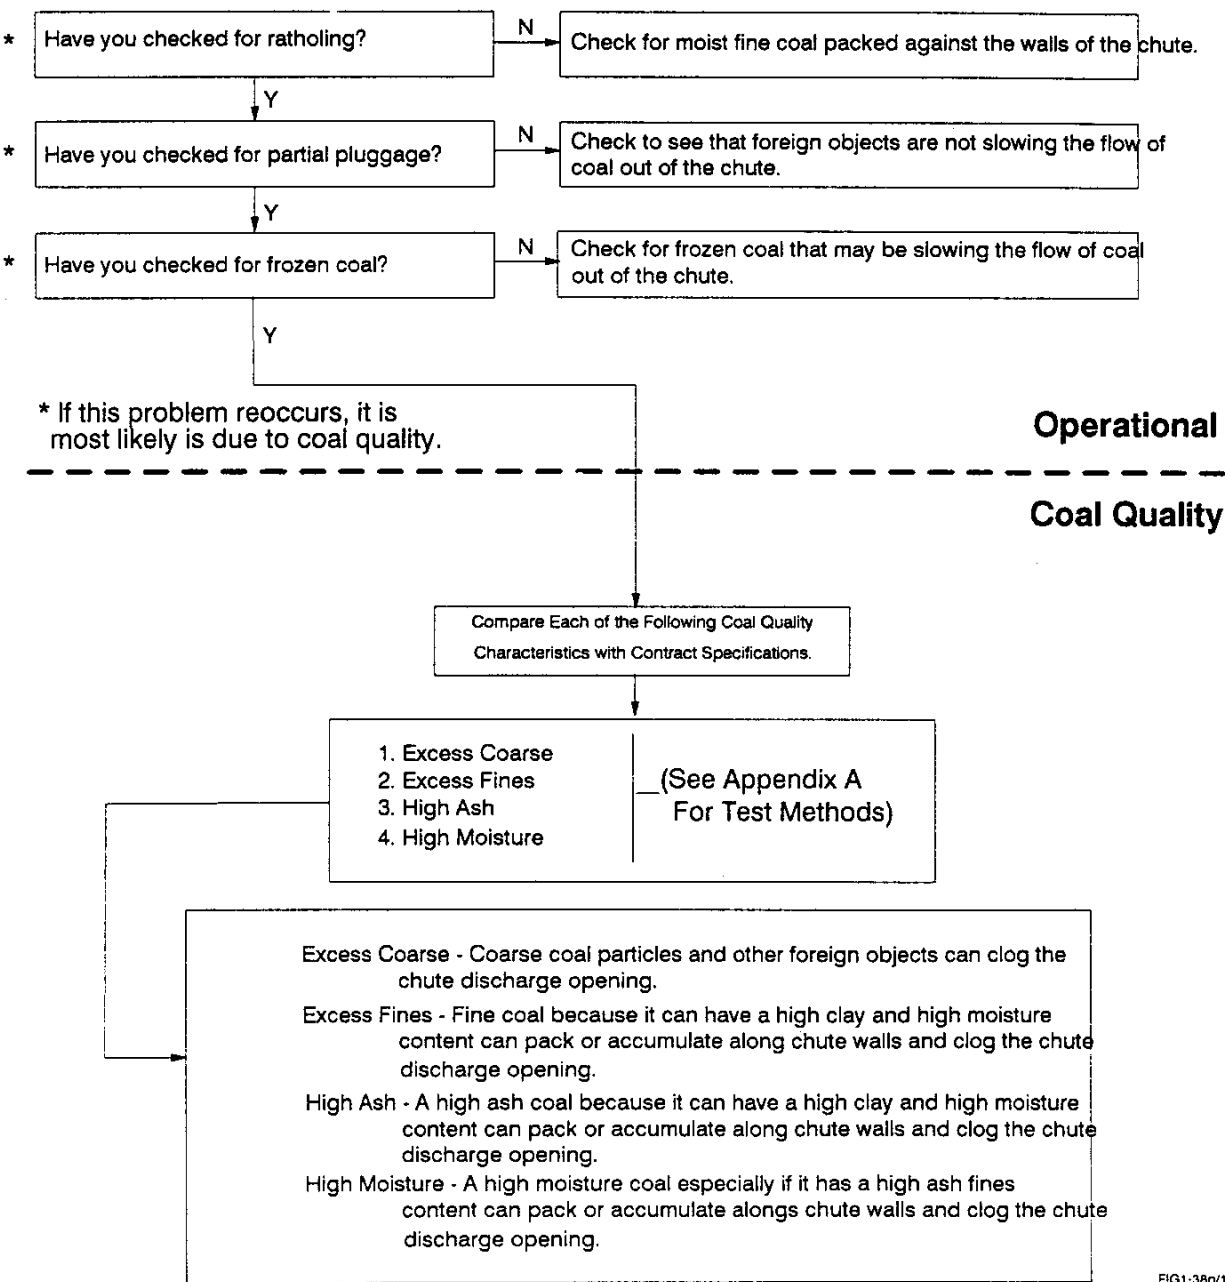 * Have you checked for ratholing?
N
Check for moist fine coal packed against the walls of the chute.
Y
* Have you checked for partial pluggage?
N
Check to see that foreign objects are not slowing the flow of
coal out of the chute.
Y
* Have you checked for frozen coal?
N
Check for frozen coal that may be slowing the flow of coal
out of the chute.
Y
* If this problem reoccurs, it is
most likely is due to coal quality.
Operational
Coal Quality
Compare Each of the Following Coal Quality
Characteristics with Contract Specifications.
1. Excess Coarse
2. Excess Fines
3. High Ash
4. High Moisture
(See Appendix A
For Test Methods)
Excess Coarse - Coarse coal particles and other foreign objects can clog the
chute discharge opening.
Excess Fines - Fine coal because it can have a high clay and high moisture
content can pack or accumulate along chute walls and clog the chute
discharge opening.
High Ash - A high ash coal because it can have a high clay and high moisture
content can pack or accumulate along chute walls and clog the chute
discharge opening.
High Moisture - A high moisture coal especially if it has a high ash fines
content can pack or accumulate alongs chute walls and clog the chute
discharge opening.